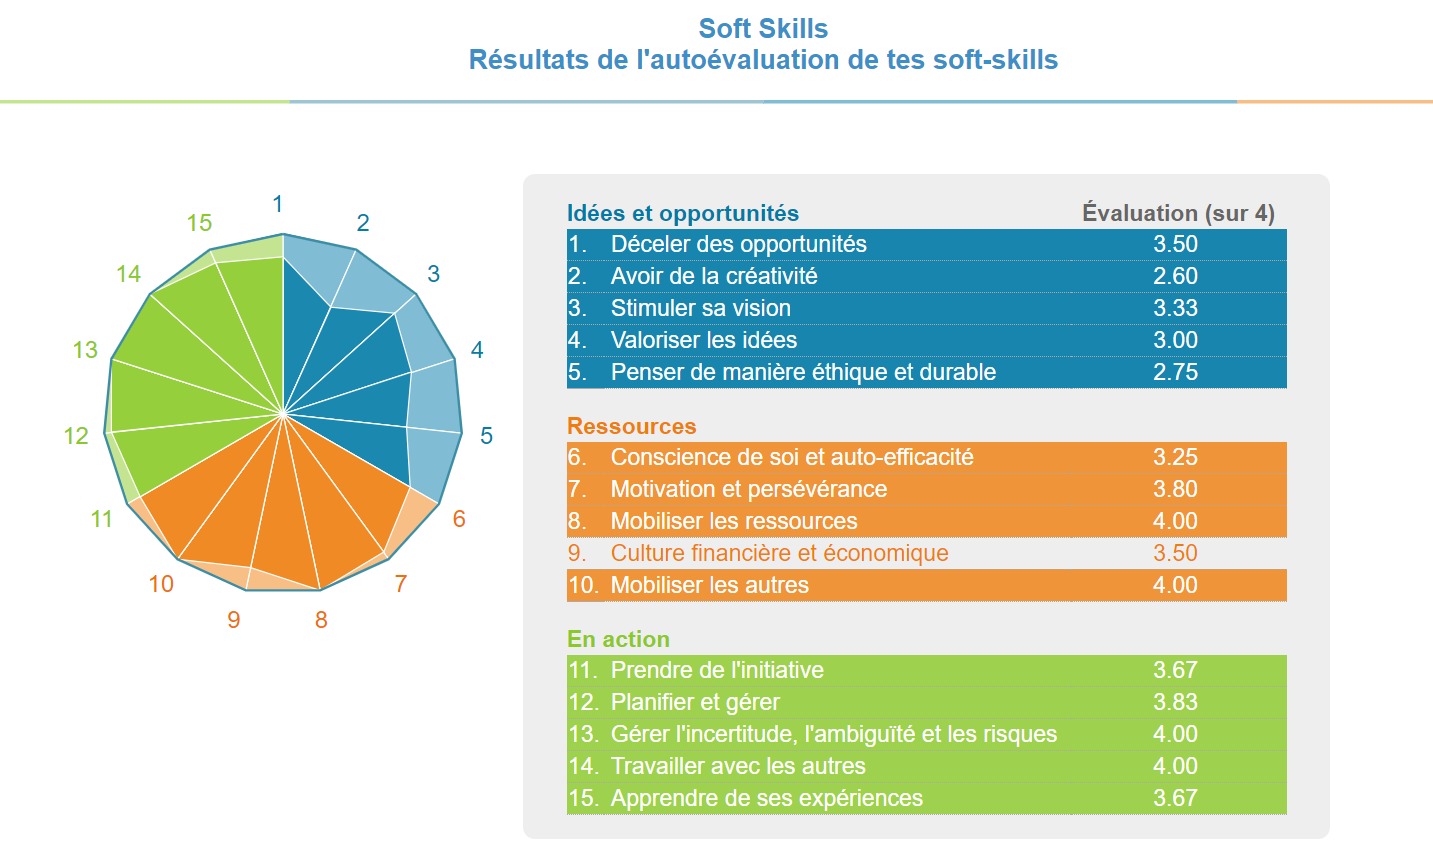 Soft Skills
Résultats de l'autoévaluation de tes soft-skills
1
2
3
4
5
6
7
8
9
10
11
12
13
14
15
Idées et opportunités Évaluation (sur 4)
1. Déceler des opportunités 3.50
2. Avoir de la créativité 2.60
3. Stimuler sa vision 3.33
4. Valoriser les idées 3.00
5. Penser de manière éthique et durable 2.75
Ressources
6. Conscience de soi et auto-efficacité 3.25
7. Motivation et persévérance 3.80
8. Mobiliser les ressources 4.00
9. Culture financière et économique 3.50
10. Mobiliser les autres 4.00
En action
11. Prendre de l'initiative 3.67
12. Planifier et gérer 3.83
13. Gérer l'incertitude, l'ambiguïté et les risques 4.00
14. Travailler avec les autres 4.00
15. Apprendre de ses expériences 3.67